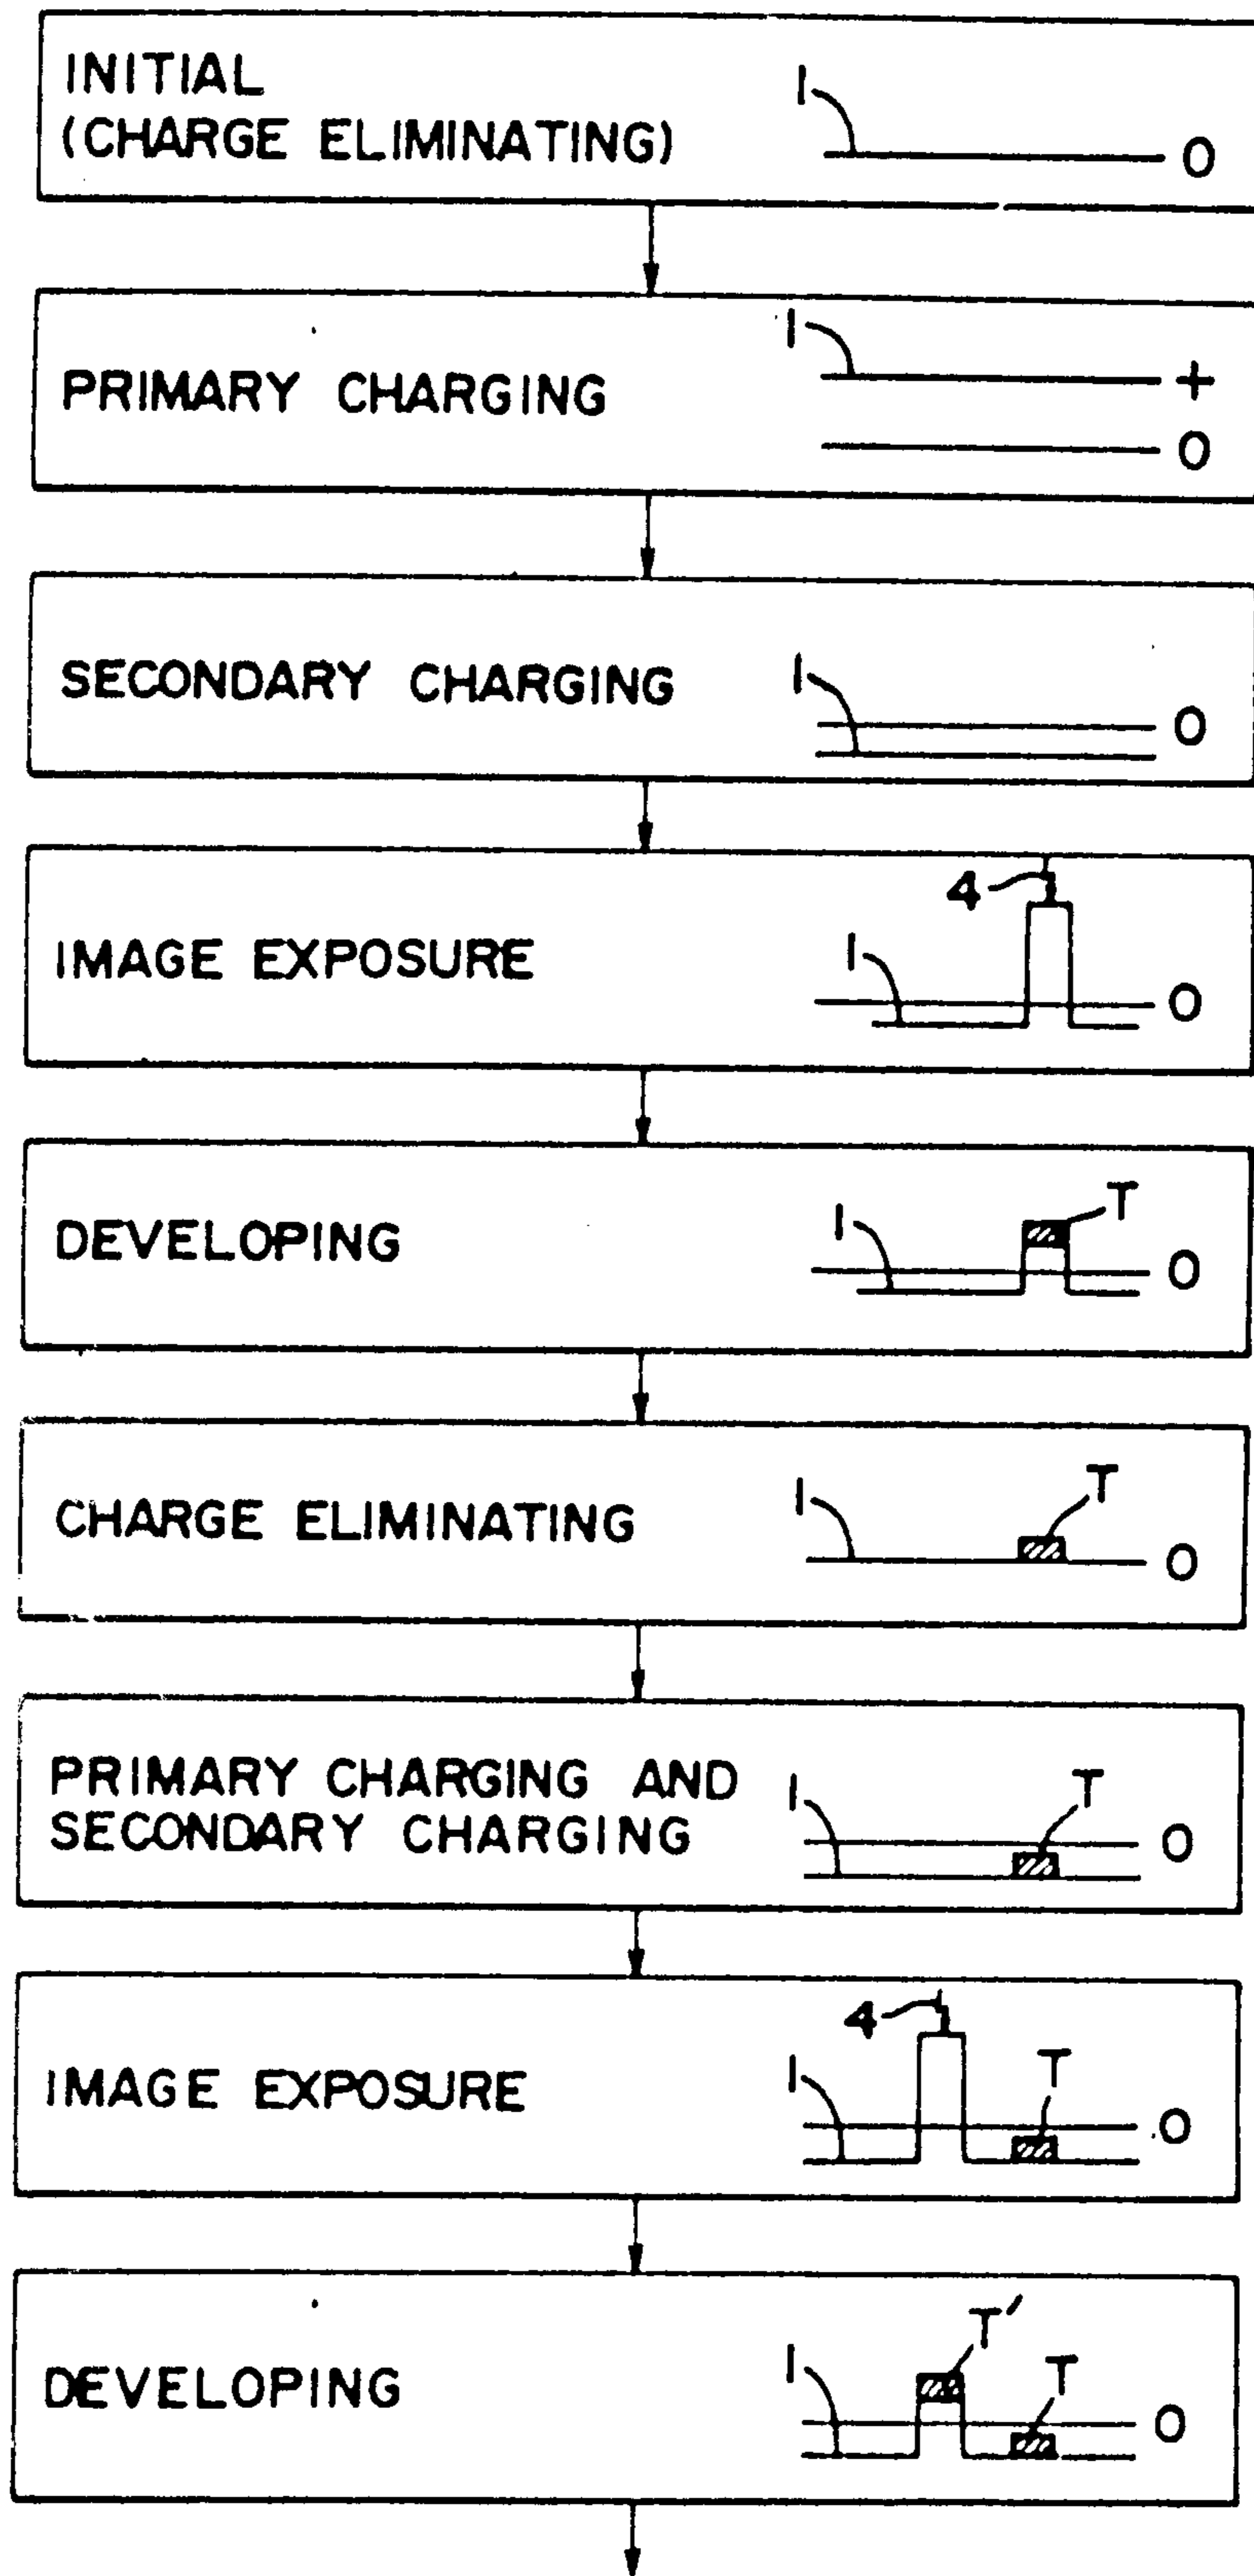 INITIAL
(CHARGE ELIMINATING)
1
0
PRIMARY CHARGING
1
+
0
SECONDARY CHARGING
1
0
IMAGE EXPOSURE
4
1
0
DEVELOPING
1
T
0
CHARGE ELIMINATING
1
T
0
PRIMARY CHARGING AND
SECONDARY CHARGING
1
T
0
IMAGE EXPOSURE
4
1
T
0
DEVELOPING
1
T'
T
0